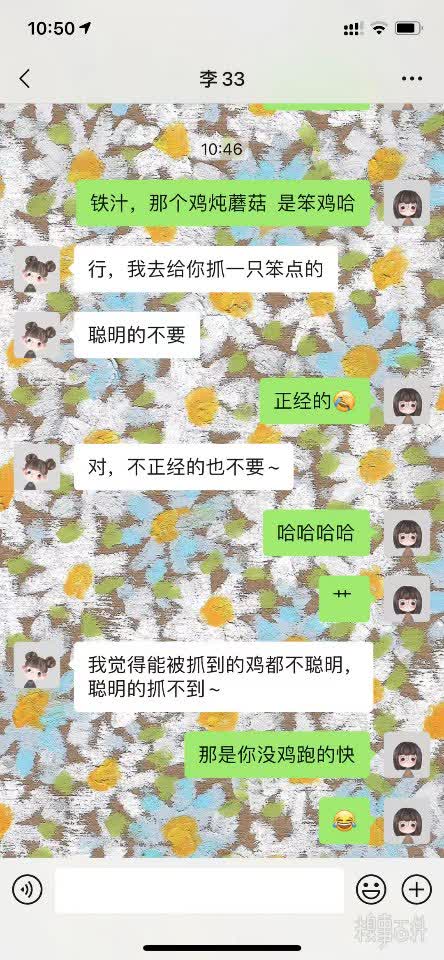 10:50
李33
10:46
铁汁，那个鸡炖蘑菇 是笨鸡哈
行，我去给你抓一只笨点的
聪明的不要
正经的
对，不正经的也不要~
哈哈哈哈
艹
我觉得能被抓到的鸡都不聪明，
聪明的抓不到~
那是你没鸡跑的快
糗事百科